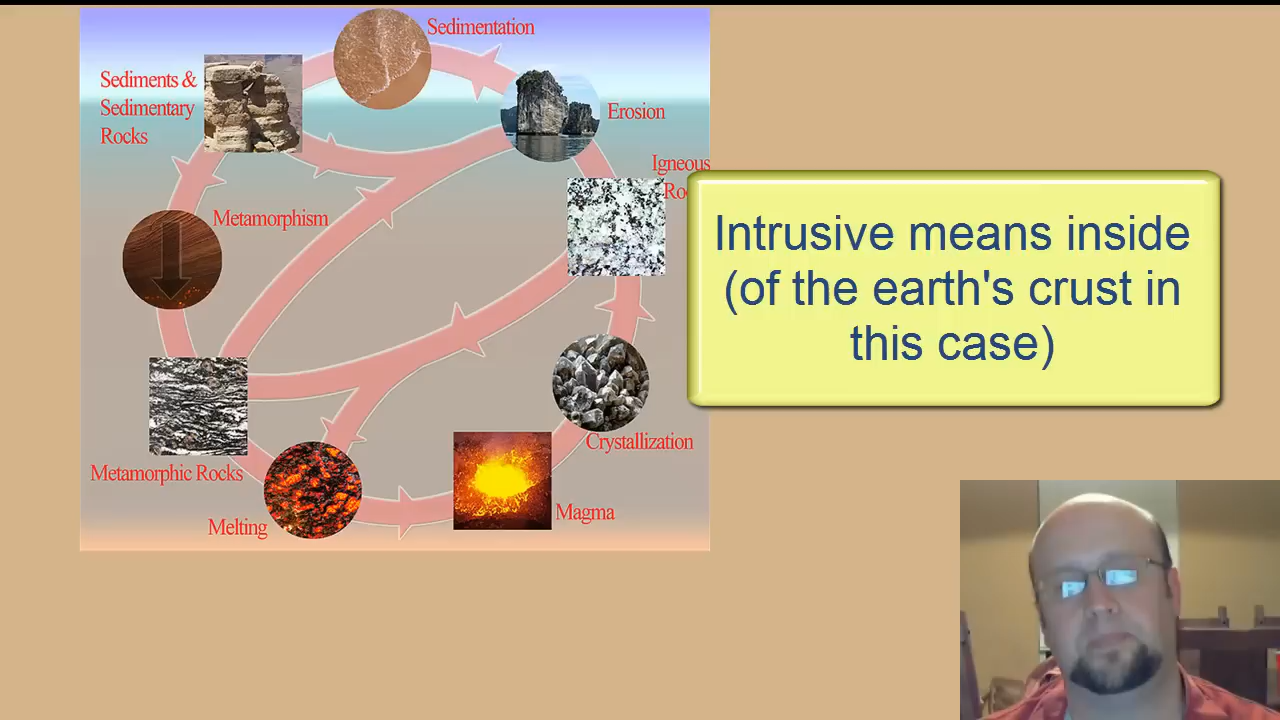 Sedimentation
Sediments &
Sedimentary
Rocks
Erosion
Igneous
Intrusive means inside
(of the earth's crust in
this case)
Metamorphism
Crystallization
Metamorphic Rocks
Magma
Melting